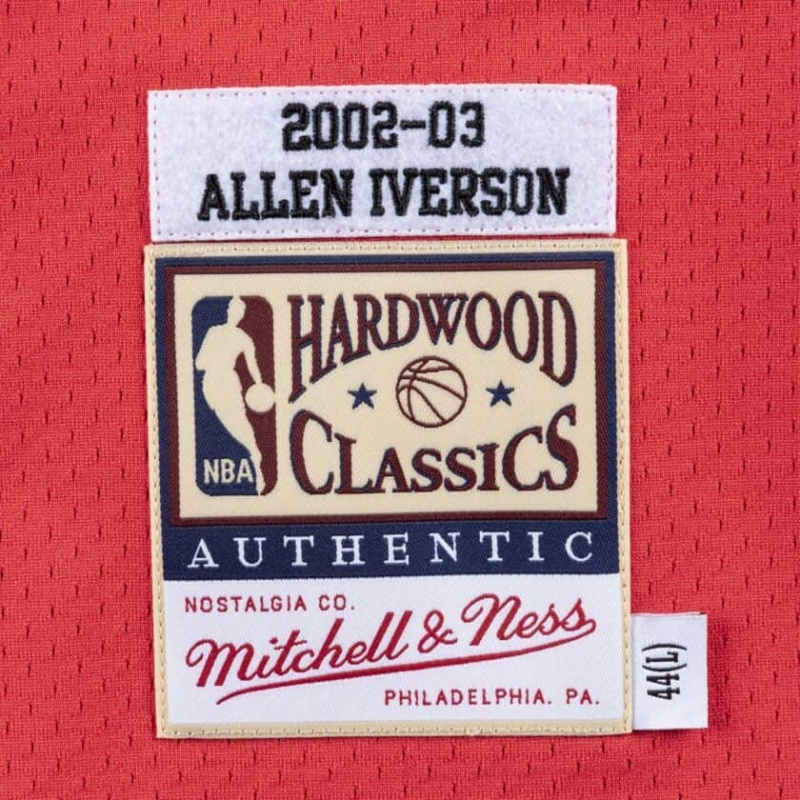 2002-03
ALLEN IVERSON
HARDWOOD
CLASSICS
NBA
AUTHENTIC
NOSTALGIA CO.
Mitchell & Ness
PHILADELPHIA. PA.
44(L)